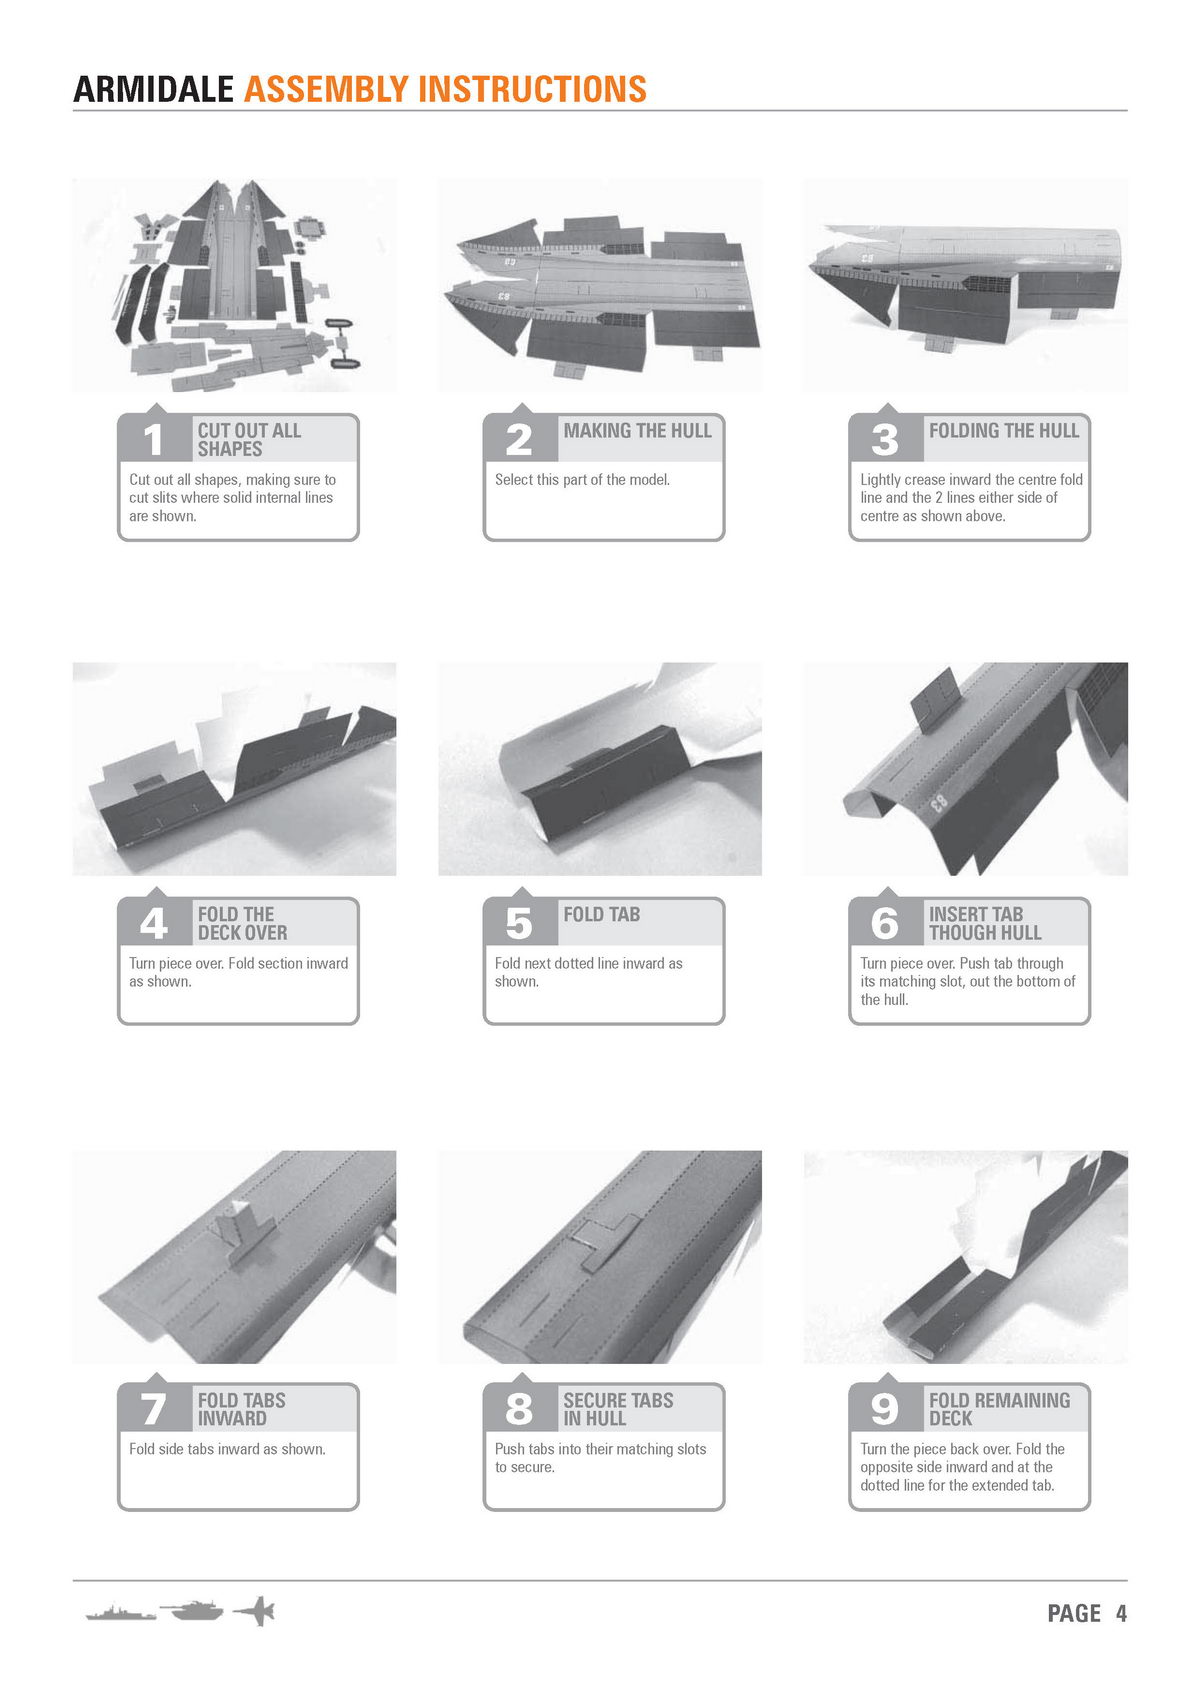 ARMIDALE ASSEMBLY INSTRUCTIONS
1
CUT OUT ALL
SHAPES
Cut out all shapes, making sure to
cut slits where solid internal lines
are shown.
2
MAKING THE HULL
Select this part of the model.
3
FOLDING THE HULL
Lightly crease inward the centre fold
line and the 2 lines either side of
centre as shown above.
4
FOLD THE
DECK OVER
Turn piece over. Fold section inward
as shown.
5
FOLD TAB
Fold next dotted line inward as
shown.
83
6
INSERT TAB
THOUGH HULL
Turn piece over. Push tab through
its matching slot, out the bottom of
the hull.
7
FOLD TABS
INWARD
Fold side tabs inward as shown.
8
SECURE TABS
IN HULL
Push tabs into their matching slots
to secure.
9
FOLD REMAINING
DECK
Turn the piece back over. Fold the
opposite side inward and at the
dotted line for the extended tab.
PAGE 4